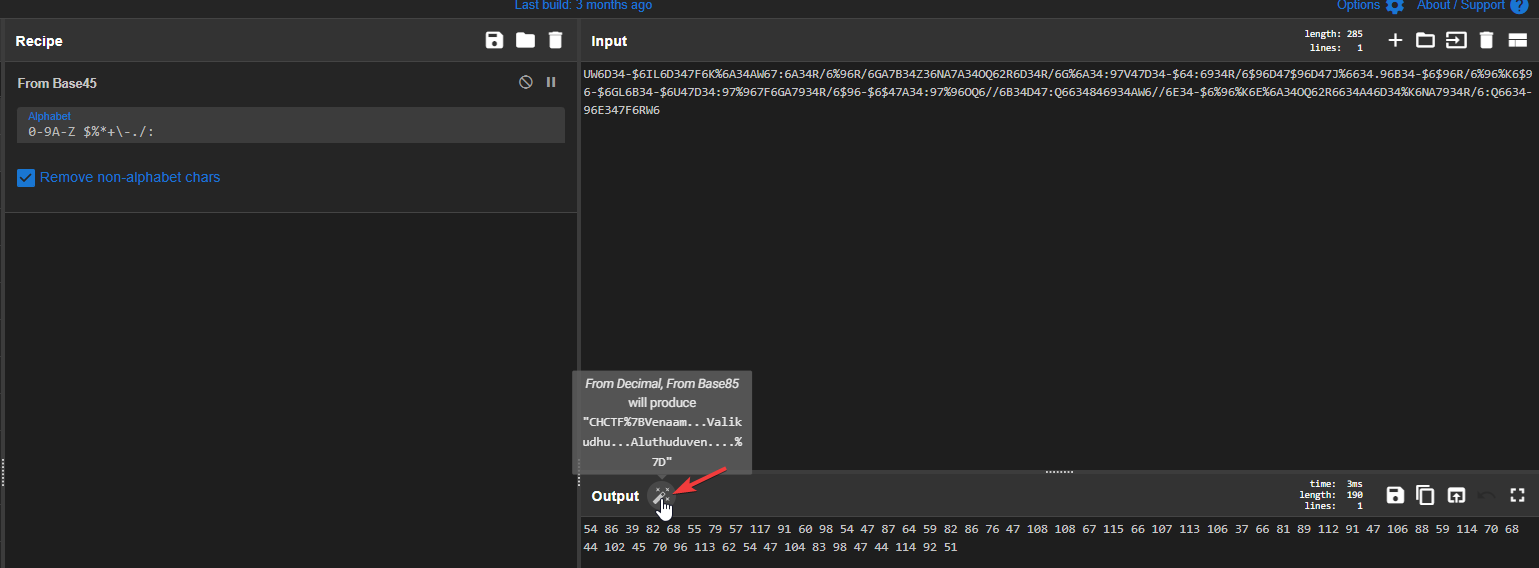 Last build: 3 months ago
Options
About / Support
Recipe
Input
length: 285
lines: 1
From Base45
Alphabet
0-9A-Z $%*+\-./:
Remove non-alphabet chars
UW6D34-$6IL6D347F6K%6A34AW67:6A34R/6%96R/6GA7B34Z36NA7A34OQ62R6D34R/6G%6A34:97V47D34-$64:6934R/6$96D47$96D47J%6634.96B34-$6$96R/6%96%K6$9
6-$6GL6B34-$6U47D34:97%967F6GA7934R/6$96-$6$47A34:97%96OQ6//6B34D47:Q6634846934AW6//6E34-$6%96%K6E%6A34OQ62R6634A46D34%K6NA7934R/6:Q6634-
96E347F6RW6
From Decimal, From Base85
will produce
"CHCTF%7BVenaam...Valik
udhu...Aluthuduven....%
7D"
Output
time: 3ms
length: 190
lines: 1
54 86 39 82 68 55 79 57 117 91 60 98 54 47 87 64 59 82 86 76 47 108 108 67 115 66 107 113 106 37 66 81 89 112 91 47 106 88 59 114 70 68
44 102 45 70 96 113 62 54 47 104 83 98 47 44 114 92 51